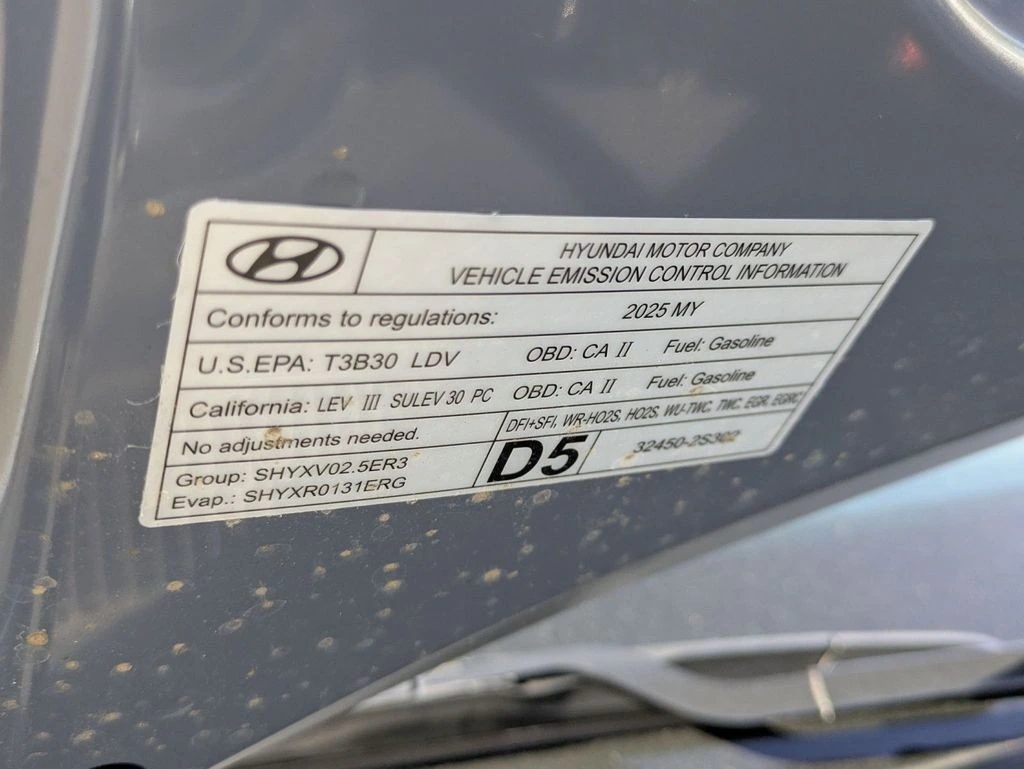 HYUNDAI MOTOR COMPANY
VEHICLE EMISSION CONTROL INFORMATION
Conforms to regulations: 2025 MY
U.S.EPA: T3B30 LDV OBD: CA II Fuel: Gasoline
California: LEV III SULEV30 PC OBD: CA II Fuel: Gasoline
No adjustments needed. DFI+SFI, WR-HO2S, HO2S, WU-TWC, TWC, EGR, EGRC
Group: SHYXV02.5ER3 D5 32450-2S302
Evap.: SHYXR0131ERG